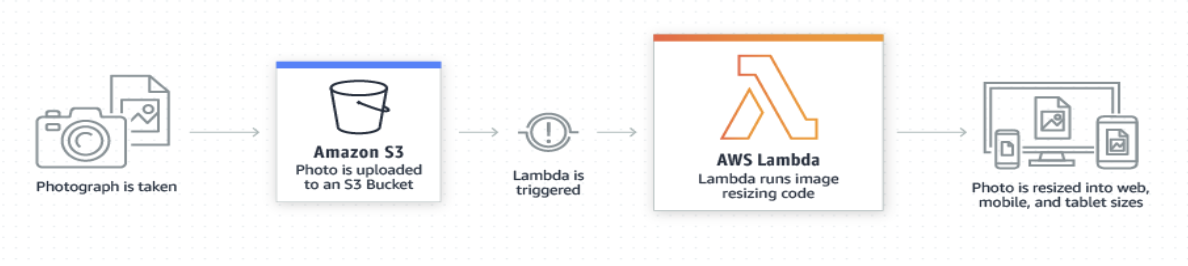 Photograph is taken
Amazon S3
Photo is uploaded
to an S3 Bucket
Lambda is
triggered
AWS Lambda
Lambda runs image
resizing code
Photo is resized into web,
mobile, and tablet sizes